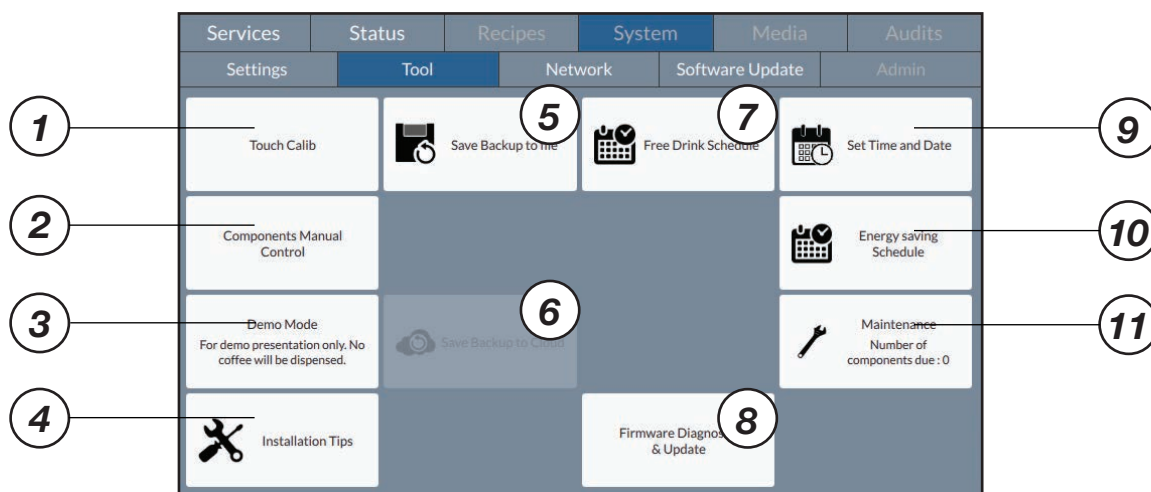 Services Status Recipes System Media Audits
Settings Tool Network Software Update Admin
1
Touch Calib
5
Save Backup to file
7
Free Drink Schedule
9
Set Time and Date
2
Components Manual
Control
10
Energy saving
Schedule
3
Demo Mode
For demo presentation only. No
coffee will be dispensed.
6
Save Backup to Cloud
11
Maintenance
Number of
components due : 0
4
Installation Tips
8
Firmware
& Update